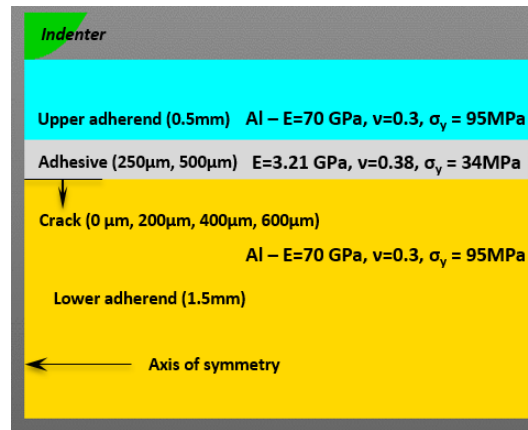 Indenter
Upper adherend (0.5mm) Al – E=70 GPa, ν=0.3, σy = 95MPa
Adhesive (250μm, 500μm) E=3.21 GPa, ν=0.38, σy = 34MPa
Crack (0 μm, 200μm, 400μm, 600μm)
Al – E=70 GPa, ν=0.3, σy = 95MPa
Lower adherend (1.5mm)
Axis of symmetry